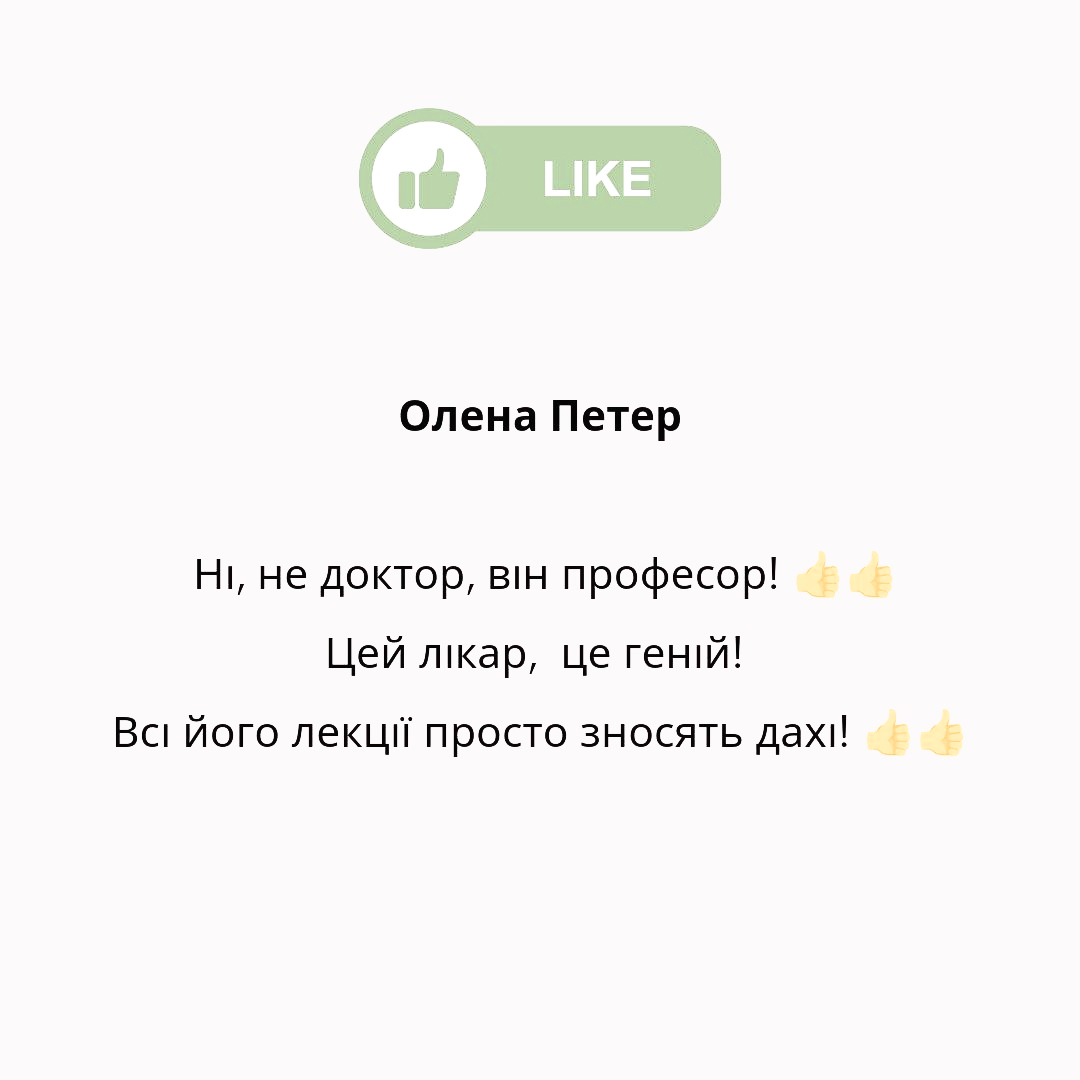 LIKE
Олена Петер
Ні, не доктор, він професор! 👍👍
Цей лікар,  це геній!
Всі його лекції просто зносять дахі! 👍👍